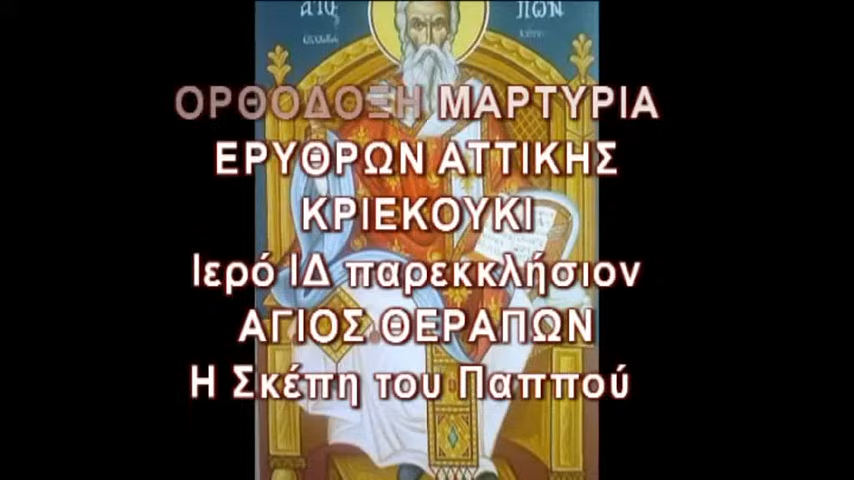 ΟΡΘΟΔΟΞΗ ΜΑΡΤΥΡΙΑ
ΕΡΥΘΡΩΝ ΑΤΤΙΚΗΣ
ΚΡΙΕΚΟΥΚΙ
Ιερό ΙΔ παρεκκλήσιον
ΑΓΙΟΣ ΘΕΡΑΠΩΝ
Η Σκέπη του Παππού